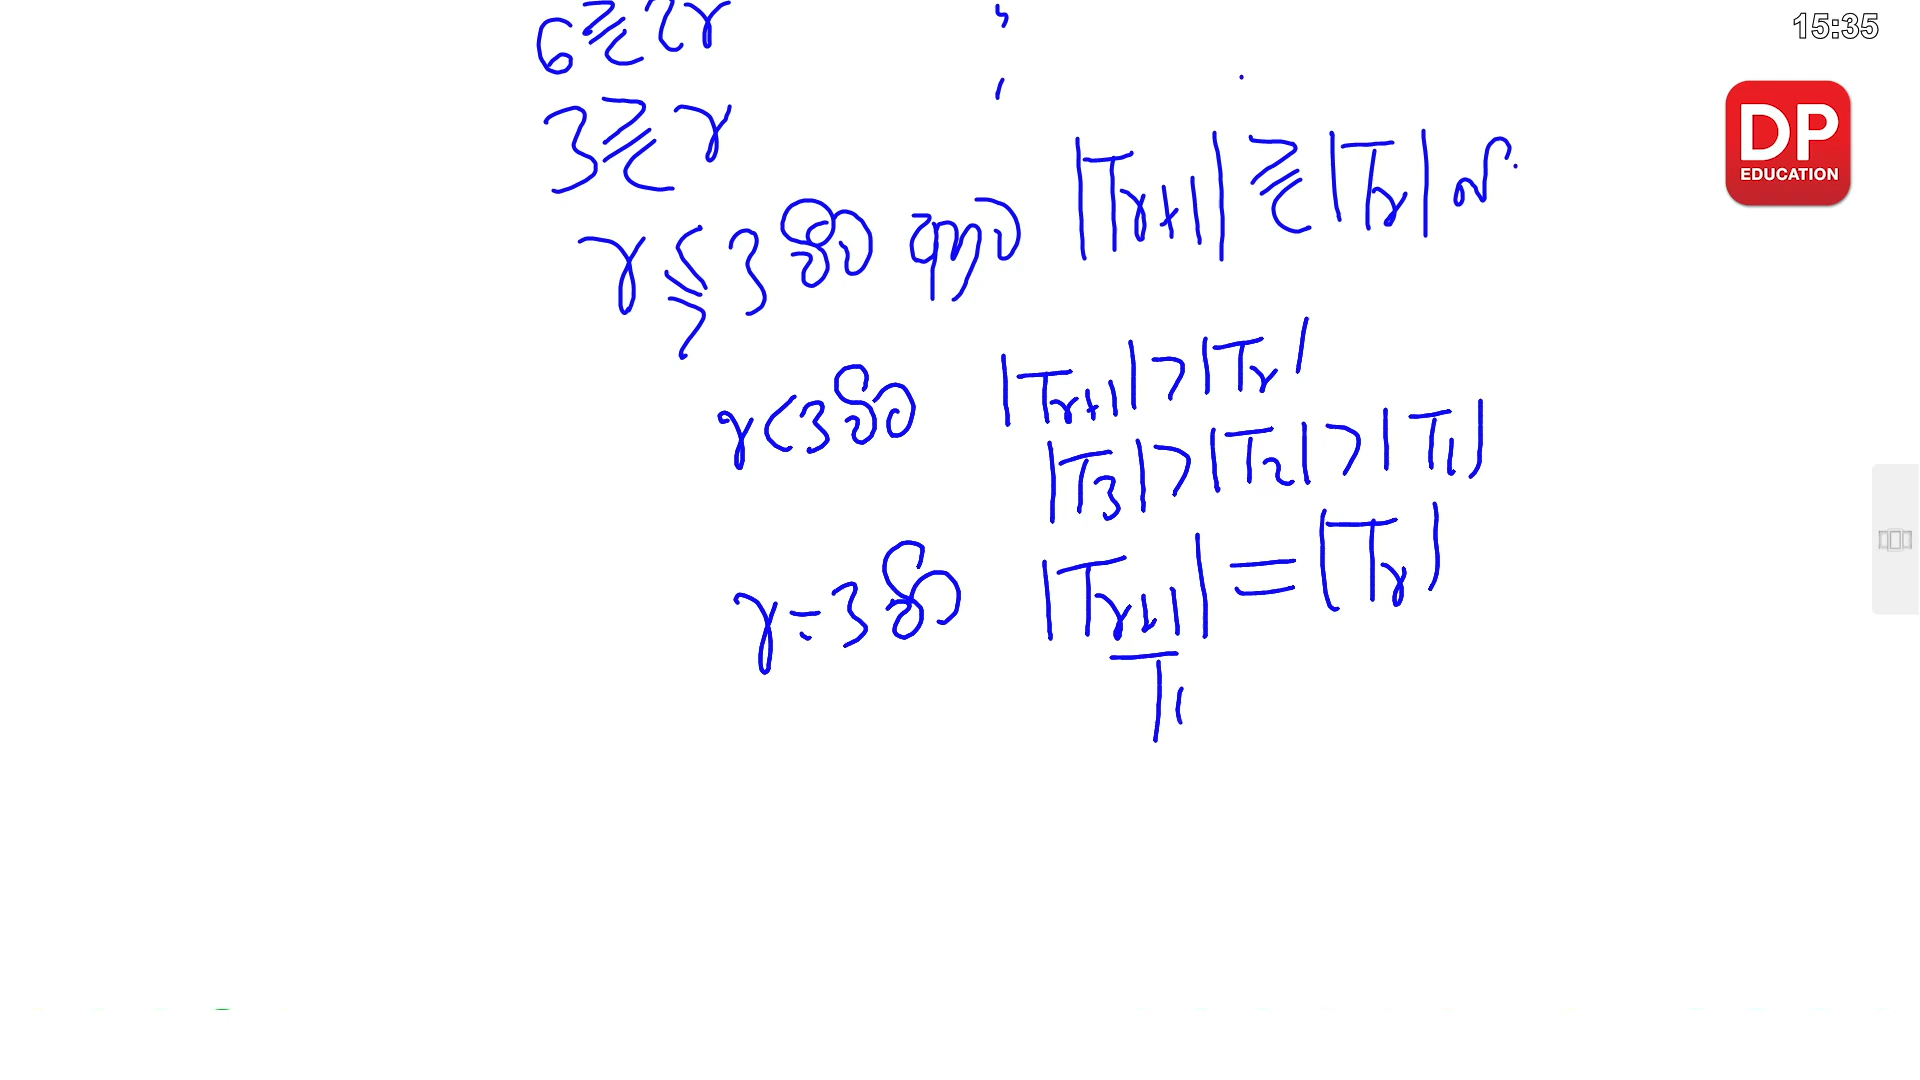 15:35
6 ≥ 2r
3 ≥ r
DP
EDUCATION
r ≤ 3 විට |Tr+1| ≥ |Tr| වේ.
r < 3 විට |Tr+1| > |Tr|
|T3| > |T2| > |T1|
r = 3 විට |Tr+1| = |Tr|
T